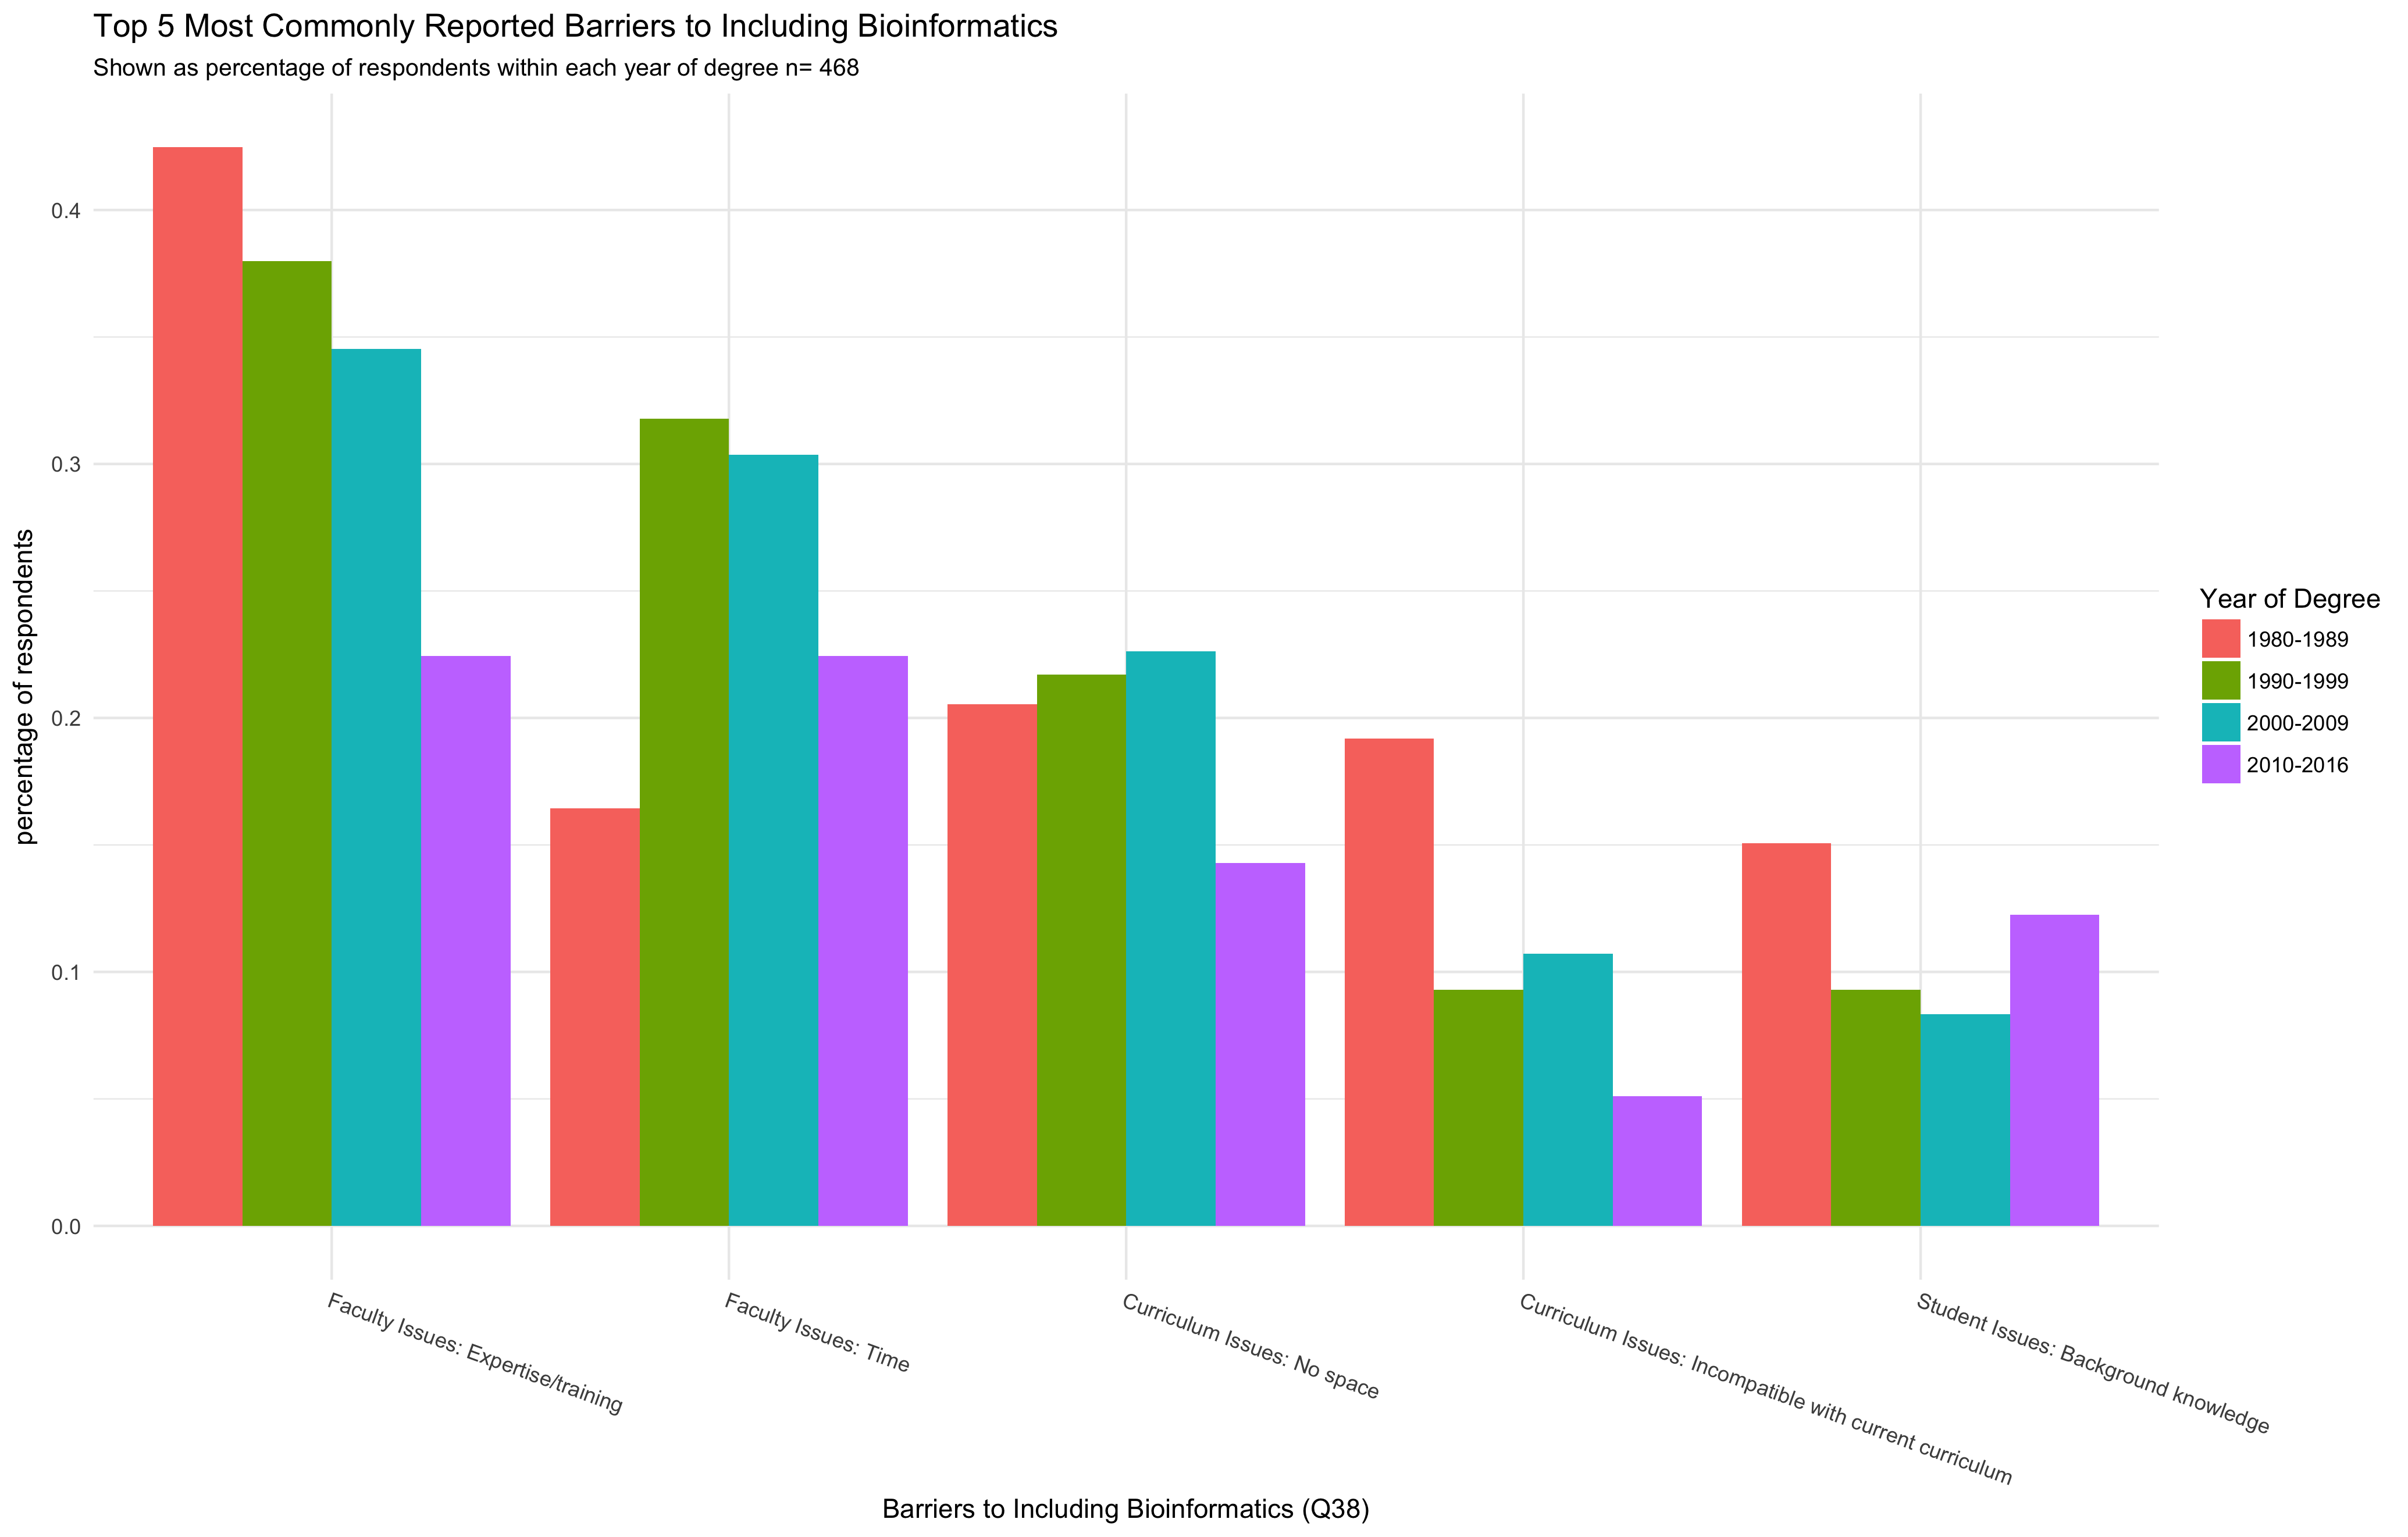 Top 5 Most Commonly Reported Barriers to Including Bioinformatics
Shown as percentage of respondents within each year of degree n= 468
percentage of respondents
0.4
0.3
0.2
0.1
0.0
Faculty Issues: Expertise/training
Faculty Issues: Time
Curriculum Issues: No space
Curriculum Issues: Incompatible with current curriculum
Student Issues: Background knowledge
Barriers to Including Bioinformatics (Q38)
Year of Degree
1980-1989
1990-1999
2000-2009
2010-2016